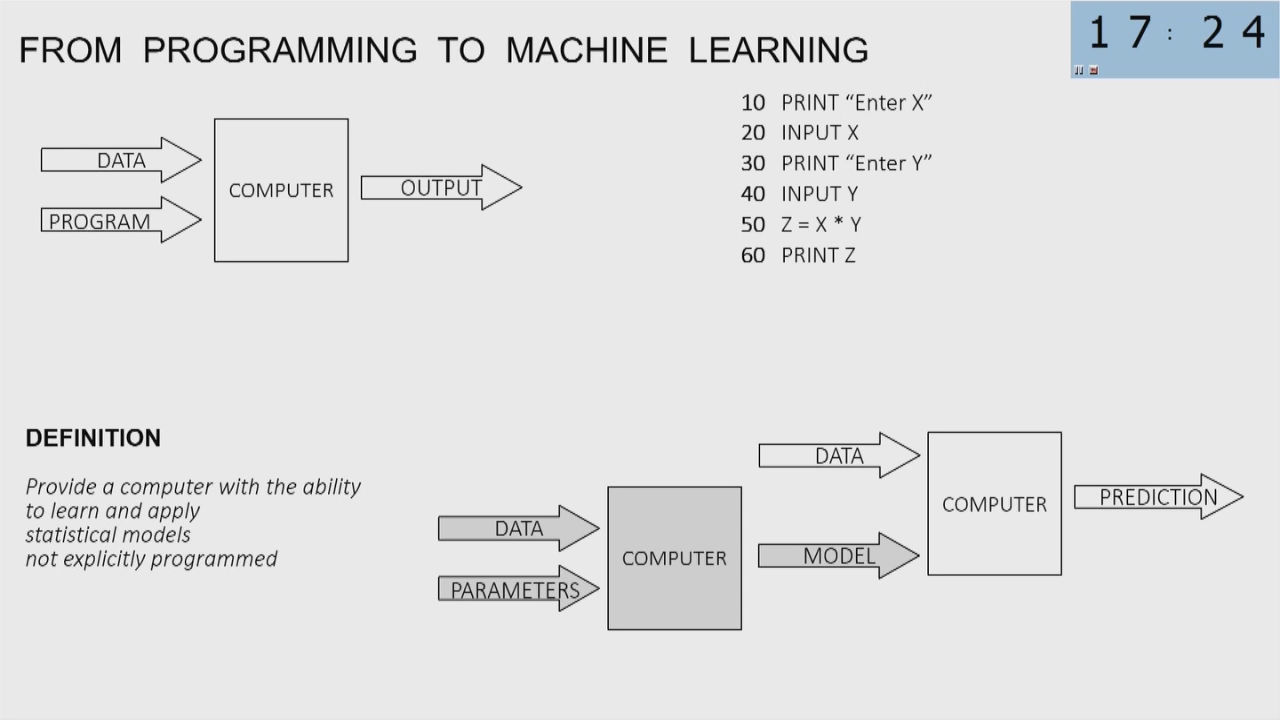 FROM PROGRAMMING TO MACHINE LEARNING
17:24
DATA
PROGRAM
COMPUTER
OUTPUT
10 PRINT “Enter X”
20 INPUT X
30 PRINT “Enter Y”
40 INPUT Y
50 Z = X * Y
60 PRINT Z
DEFINITION
Provide a computer with the ability
to learn and apply
statistical models
not explicitly programmed
DATA
PARAMETERS
COMPUTER
DATA
MODEL
COMPUTER
PREDICTION